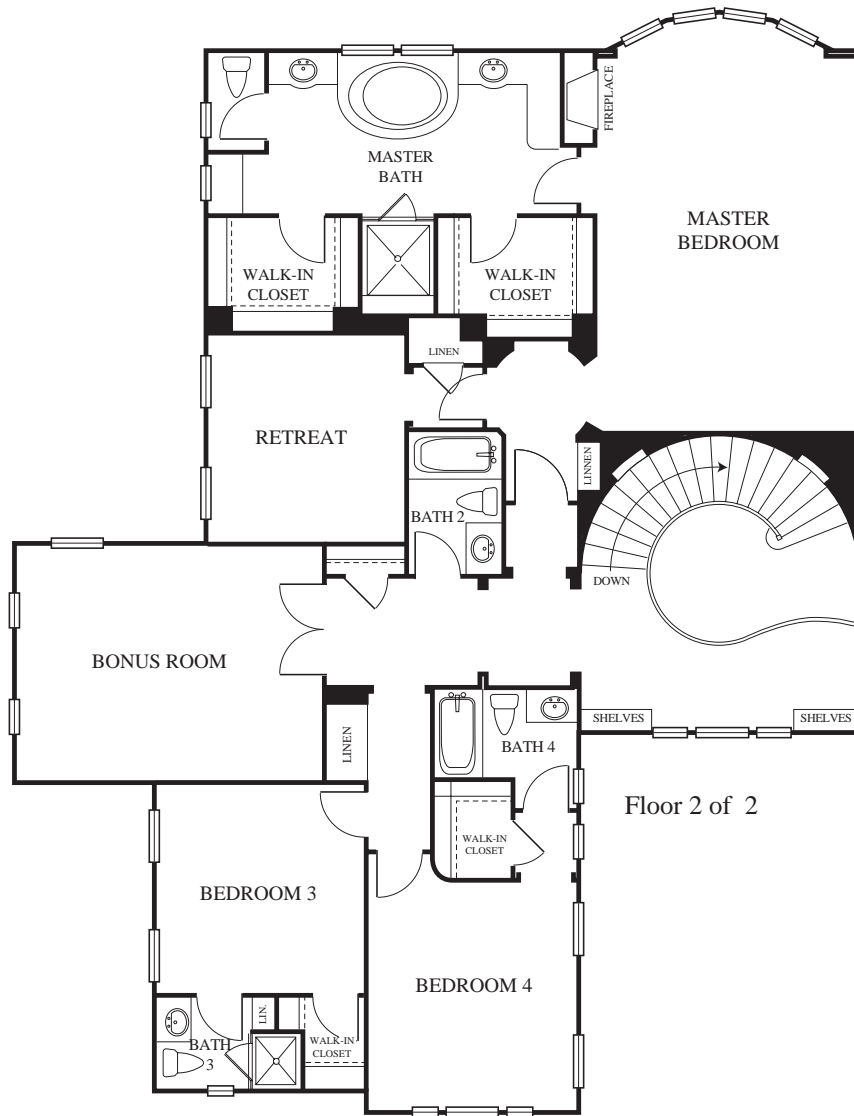 FIREPLACE
MASTER
BATH
MASTER
BEDROOM
WALK-IN
CLOSET
WALK-IN
CLOSET
LINEN
RETREAT
LINNEN
BATH 2
DOWN
BONUS ROOM
LINEN
SHELVES
SHELVES
BATH 4
Floor 2 of 2
WALK-IN
CLOSET
BEDROOM 3
BEDROOM 4
LIN.
BATH
3
WALK-IN
CLOSET